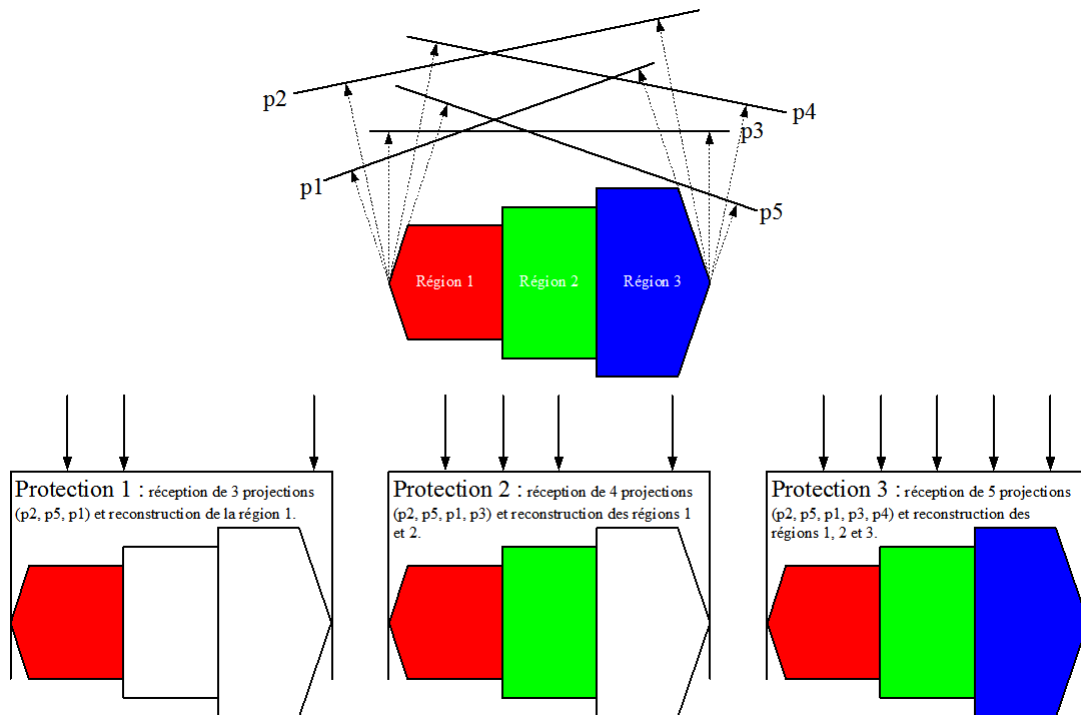 p2
p4
p3
p1
p5
Région 1
Région 2
Région 3
Protection 1 : réception de 3 projections
(p2, p5, p1) et reconstruction de la région 1.
Protection 2 : réception de 4 projections
(p2, p5, p1, p3) et reconstruction des régions 1
et 2.
Protection 3 : réception de 5 projections
(p2, p5, p1, p3, p4) et reconstruction des
régions 1, 2 et 3.